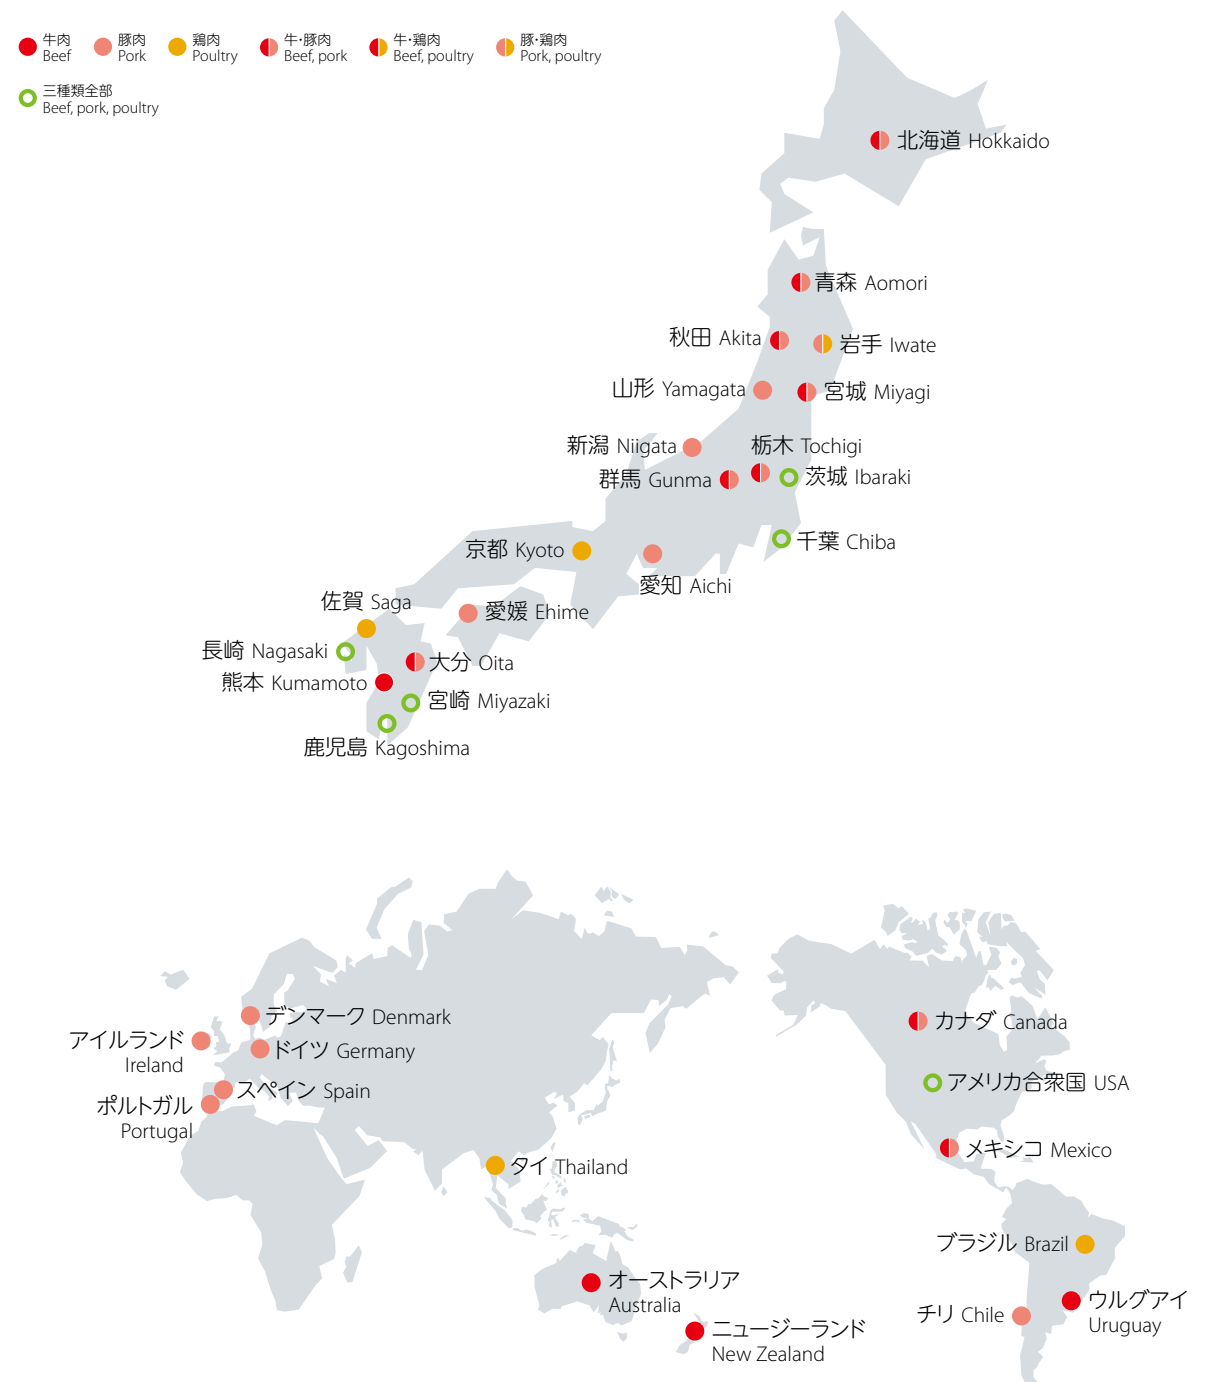 牛肉
Beef
豚肉
Pork
鶏肉
Poultry
牛・豚肉
Beef, pork
牛・鶏肉
Beef, poultry
豚・鶏肉
Pork, poultry
三種類全部
Beef, pork, poultry
北海道 Hokkaido
青森 Aomori
秋田 Akita
岩手 Iwate
山形 Yamagata
宮城 Miyagi
新潟 Niigata
栃木 Tochigi
群馬 Gunma
茨城 Ibaraki
京都 Kyoto
千葉 Chiba
愛知 Aichi
佐賀 Saga
愛媛 Ehime
長崎 Nagasaki
大分 Oita
熊本 Kumamoto
宮崎 Miyazaki
鹿児島 Kagoshima
デンマーク Denmark
アイルランド
Ireland
ドイツ Germany
スペイン Spain
ポルトガル
Portugal
タイ Thailand
カナダ Canada
アメリカ合衆国 USA
メキシコ Mexico
ブラジル Brazil
オーストラリア
Australia
ウルグアイ
Uruguay
チリ Chile
ニュージーランド
New Zealand